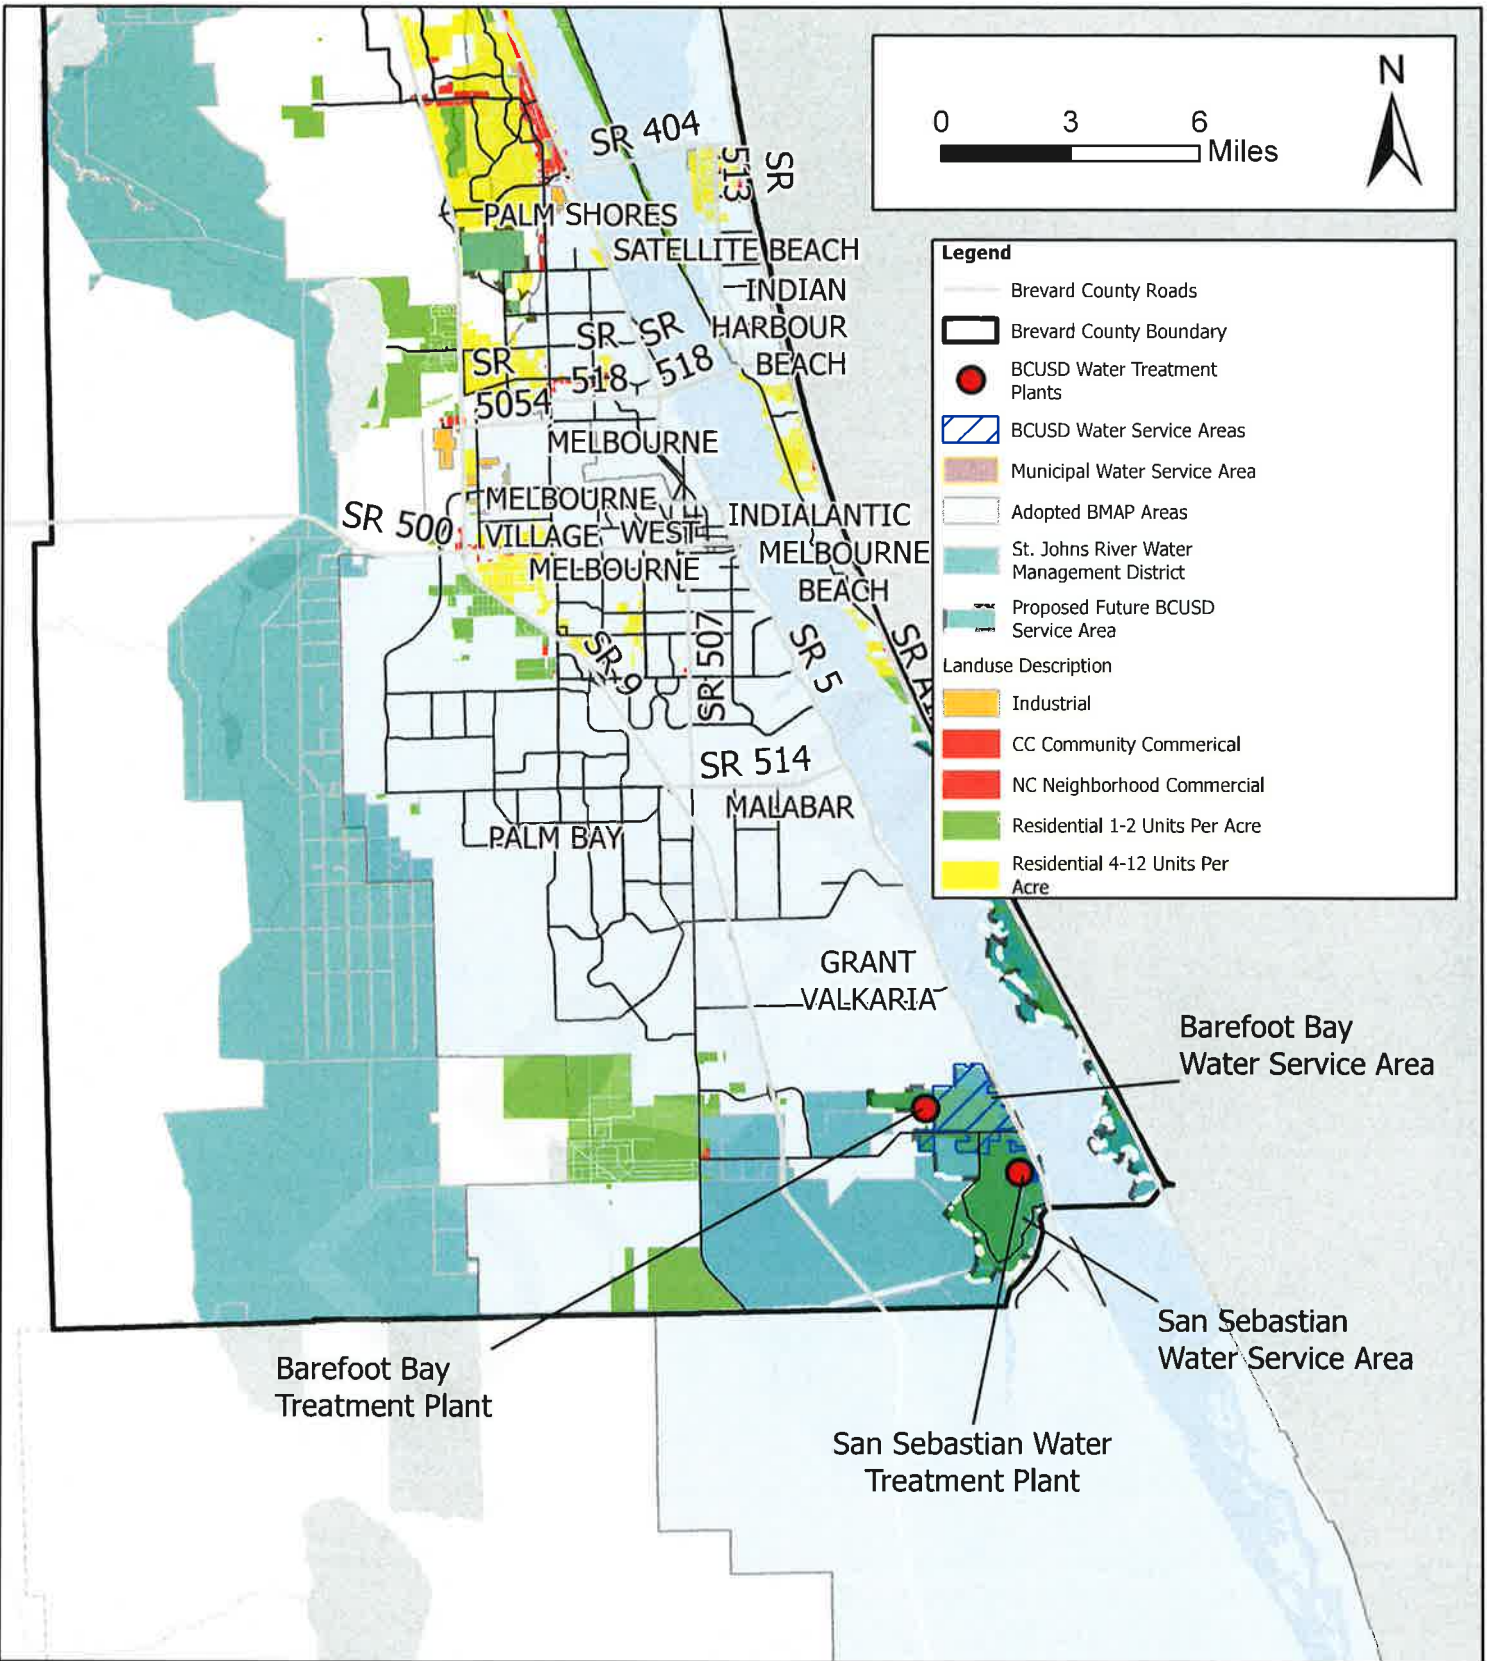 N
0 3 6
Miles
SR 404
SR
513
PALM SHORES
SATELLITE BEACH
INDIAN
HARBOUR
BEACH
SR
518
SR
518
SR
5054
MELBOURNE
MELBOURNE
VILLAGE
WEST
MELBOURNE
SR 500
INDIALANTIC
MELBOURNE
BEACH
SR 9
SR 507
SR 5
SR A1
SR 514
MALABAR
PALM BAY
GRANT
VALKARIA
Legend
Brevard County Roads
Brevard County Boundary
BCUSD Water Treatment
Plants
BCUSD Water Service Areas
Municipal Water Service Area
Adopted BMAP Areas
St. Johns River Water
Management District
Proposed Future BCUSD
Service Area
Landuse Description
Industrial
CC Community Commerical
NC Neighborhood Commercial
Residential 1-2 Units Per Acre
Residential 4-12 Units Per
Acre
Barefoot Bay
Water Service Area
San Sebastian
Water Service Area
Barefoot Bay
Treatment Plant
San Sebastian Water
Treatment Plant